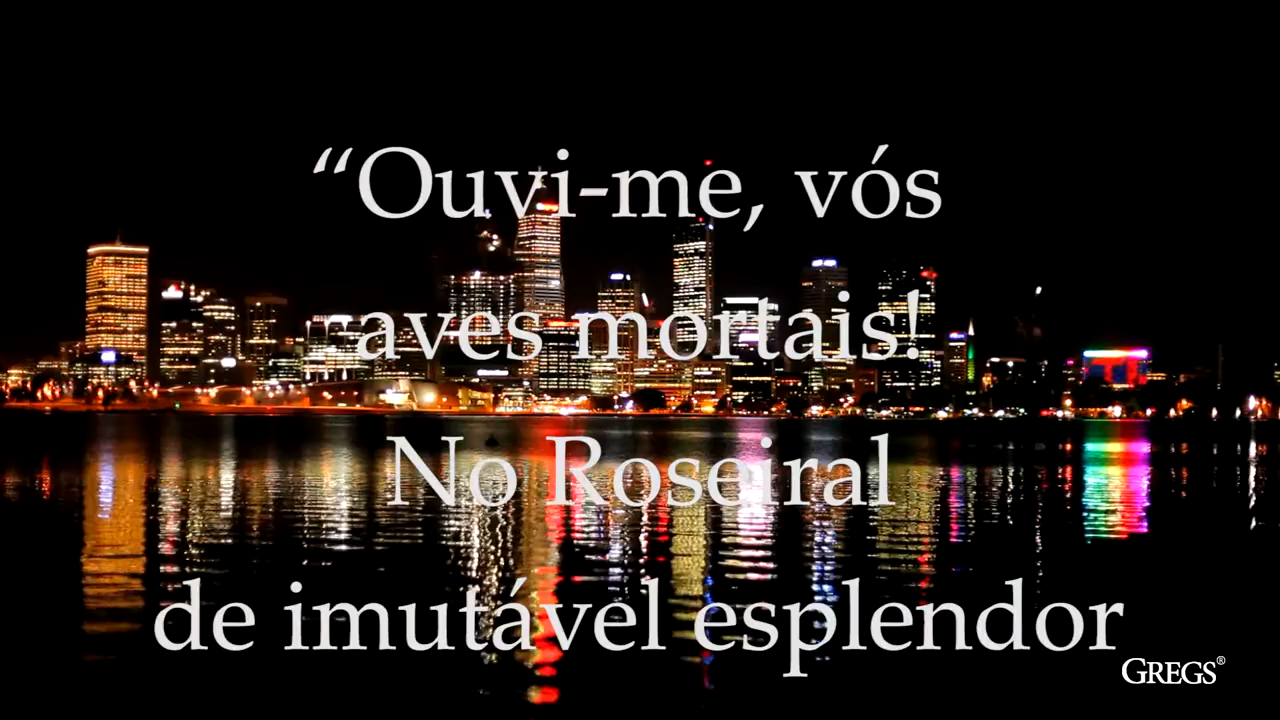 “Ouvi-me, vós
aves mortais!
No Roseiral
de imutável esplendor
GREGS®